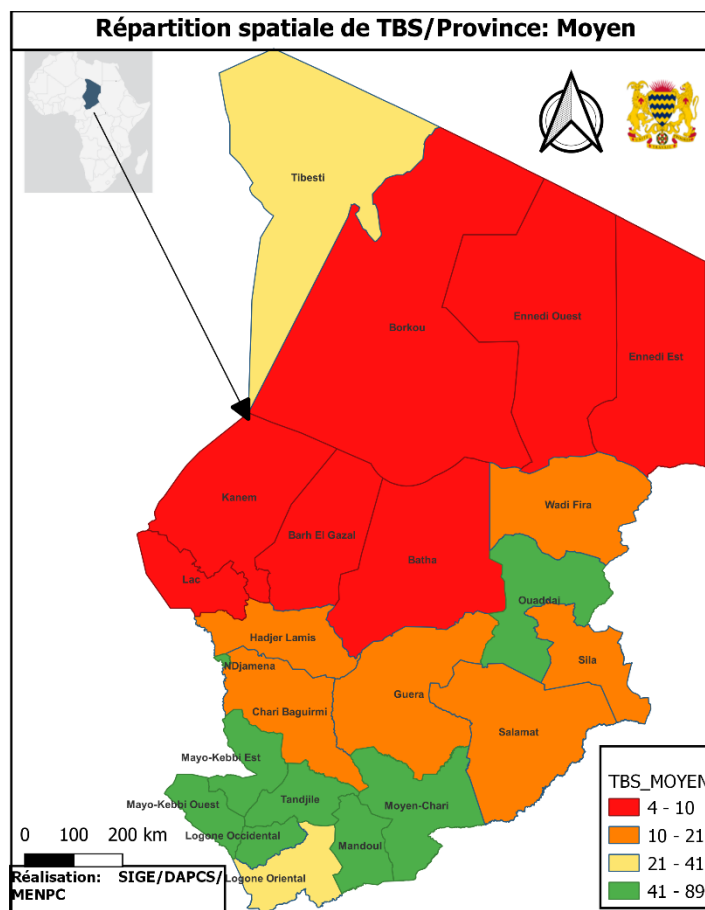 Répartition spatiale de TBS/Province: Moyen
Tibesti
Borkou
Ennedi Ouest
Ennedi Est
Kanem
Wadi Fira
Barh El Gazal
Batha
Lac
Ouaddai
Hadjer Lamis
Sila
NDjamena
Guera
Chari Baguirmi
Salamat
Mayo-Kebbi Est
Mayo-Kebbi Ouest
Tandjile
Moyen-Chari
Logone Occidental
Mandoul
Logone Oriental
TBS_MOYEN
4 - 10
10 - 21
21 - 41
41 - 89
0 100 200 km
Réalisation: SIGE/DAPCS/
MENPC